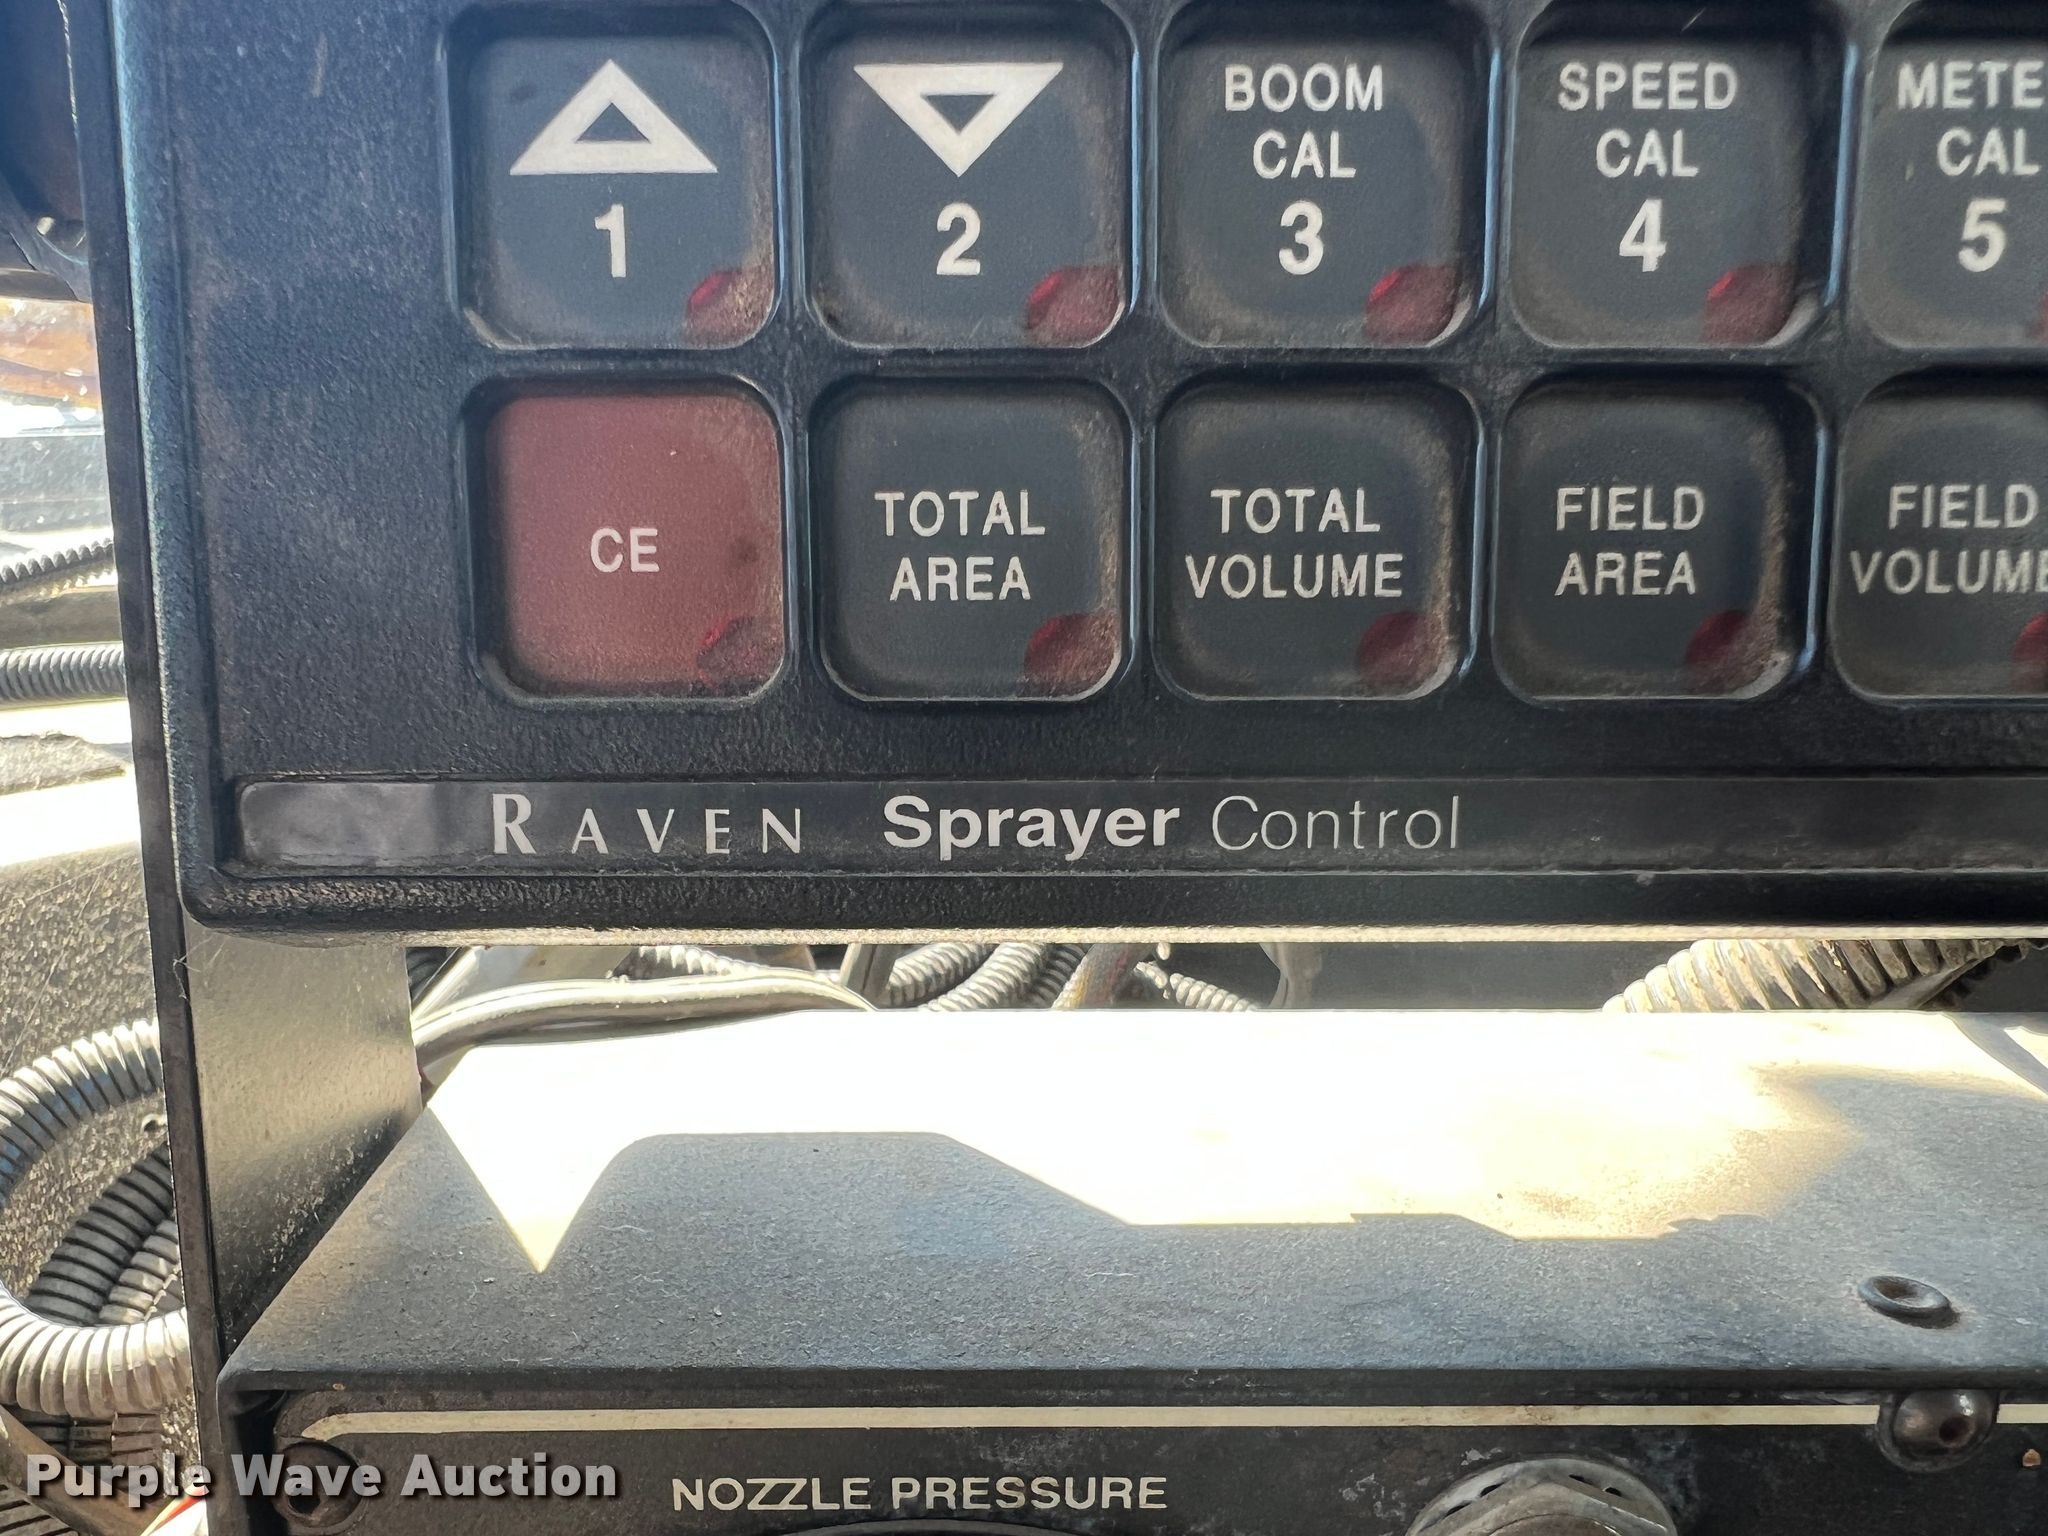 1
2
BOOM
CAL
3
SPEED
CAL
4
METE
CAL
5
CE
TOTAL
AREA
TOTAL
VOLUME
FIELD
AREA
FIELD
VOLUME
RAVEN Sprayer Control
NOZZLE PRESSURE
Purple Wave Auction